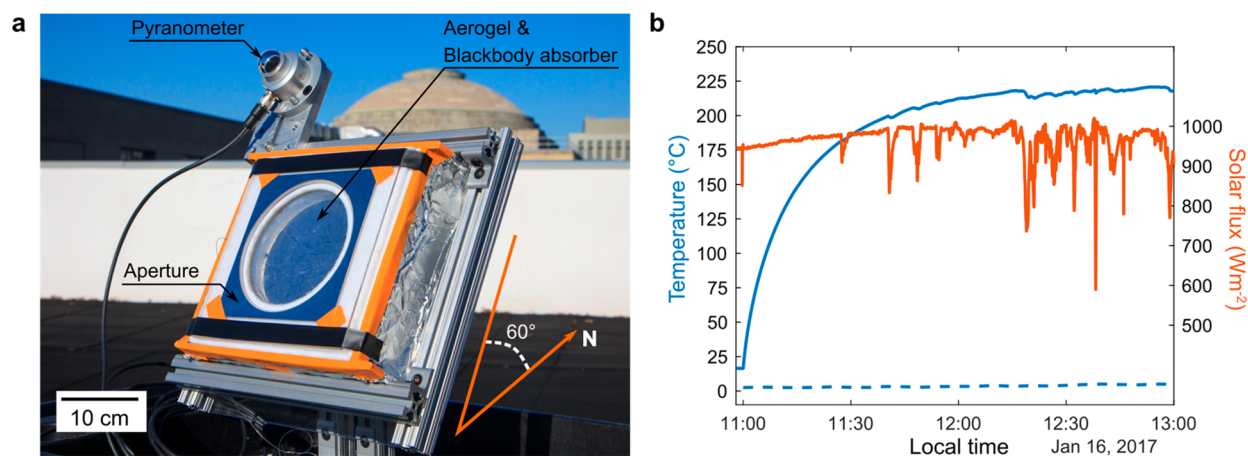 a
Pyranometer
Aerogel &
Blackbody absorber
Aperture
60°
N
10 cm
b
Temperature (°C)
250
225
200
175
150
125
100
75
50
25
0
1000
900
800
700
600
500
Solar flux (Wm-2)
11:00
11:30
12:00
12:30
13:00
Local time
Jan 16, 2017